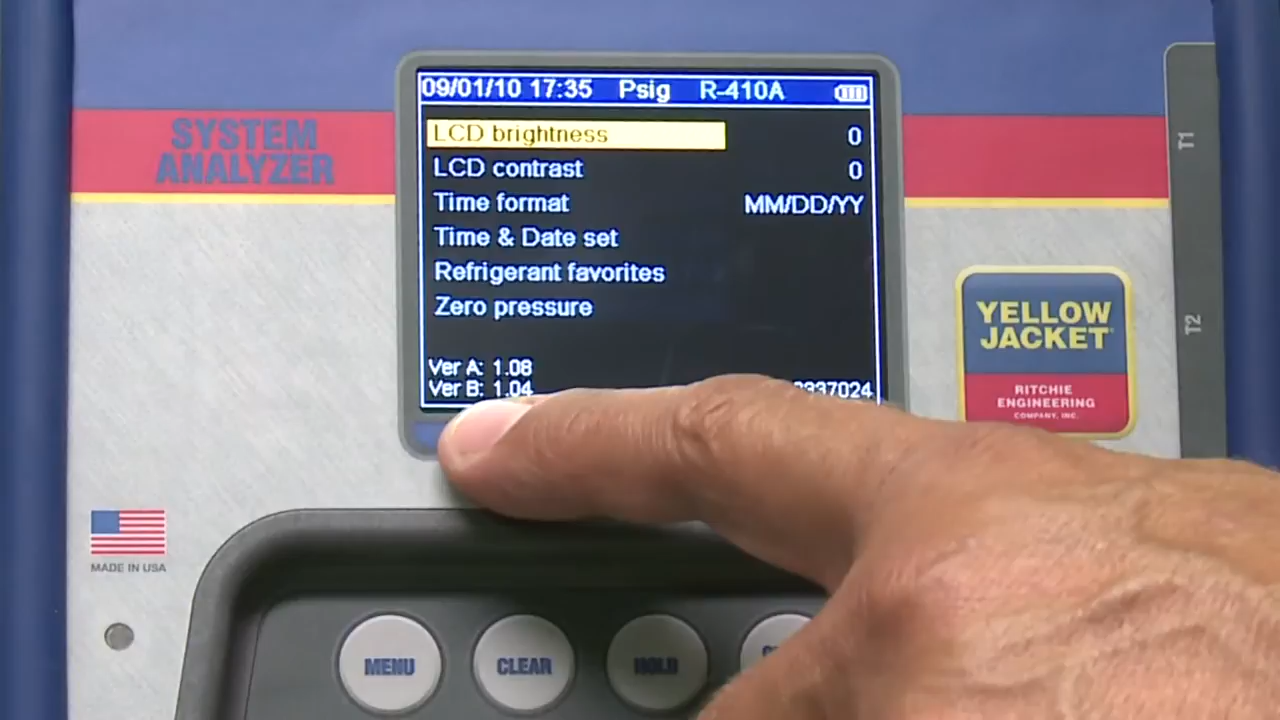 09/01/10 17:35 Psig R-410A
SYSTEM
ANALYZER
LCD brightness 0
LCD contrast 0
Time format MM/DD/YY
Time & Date set
Refrigerant favorites
Zero pressure
Ver A: 1.08
Ver B: 1.04
337024
T1
T2
YELLOW
JACKET
RITCHIE
ENGINEERING
COMPANY, INC.
MADE IN USA
MENU CLEAR HOLD